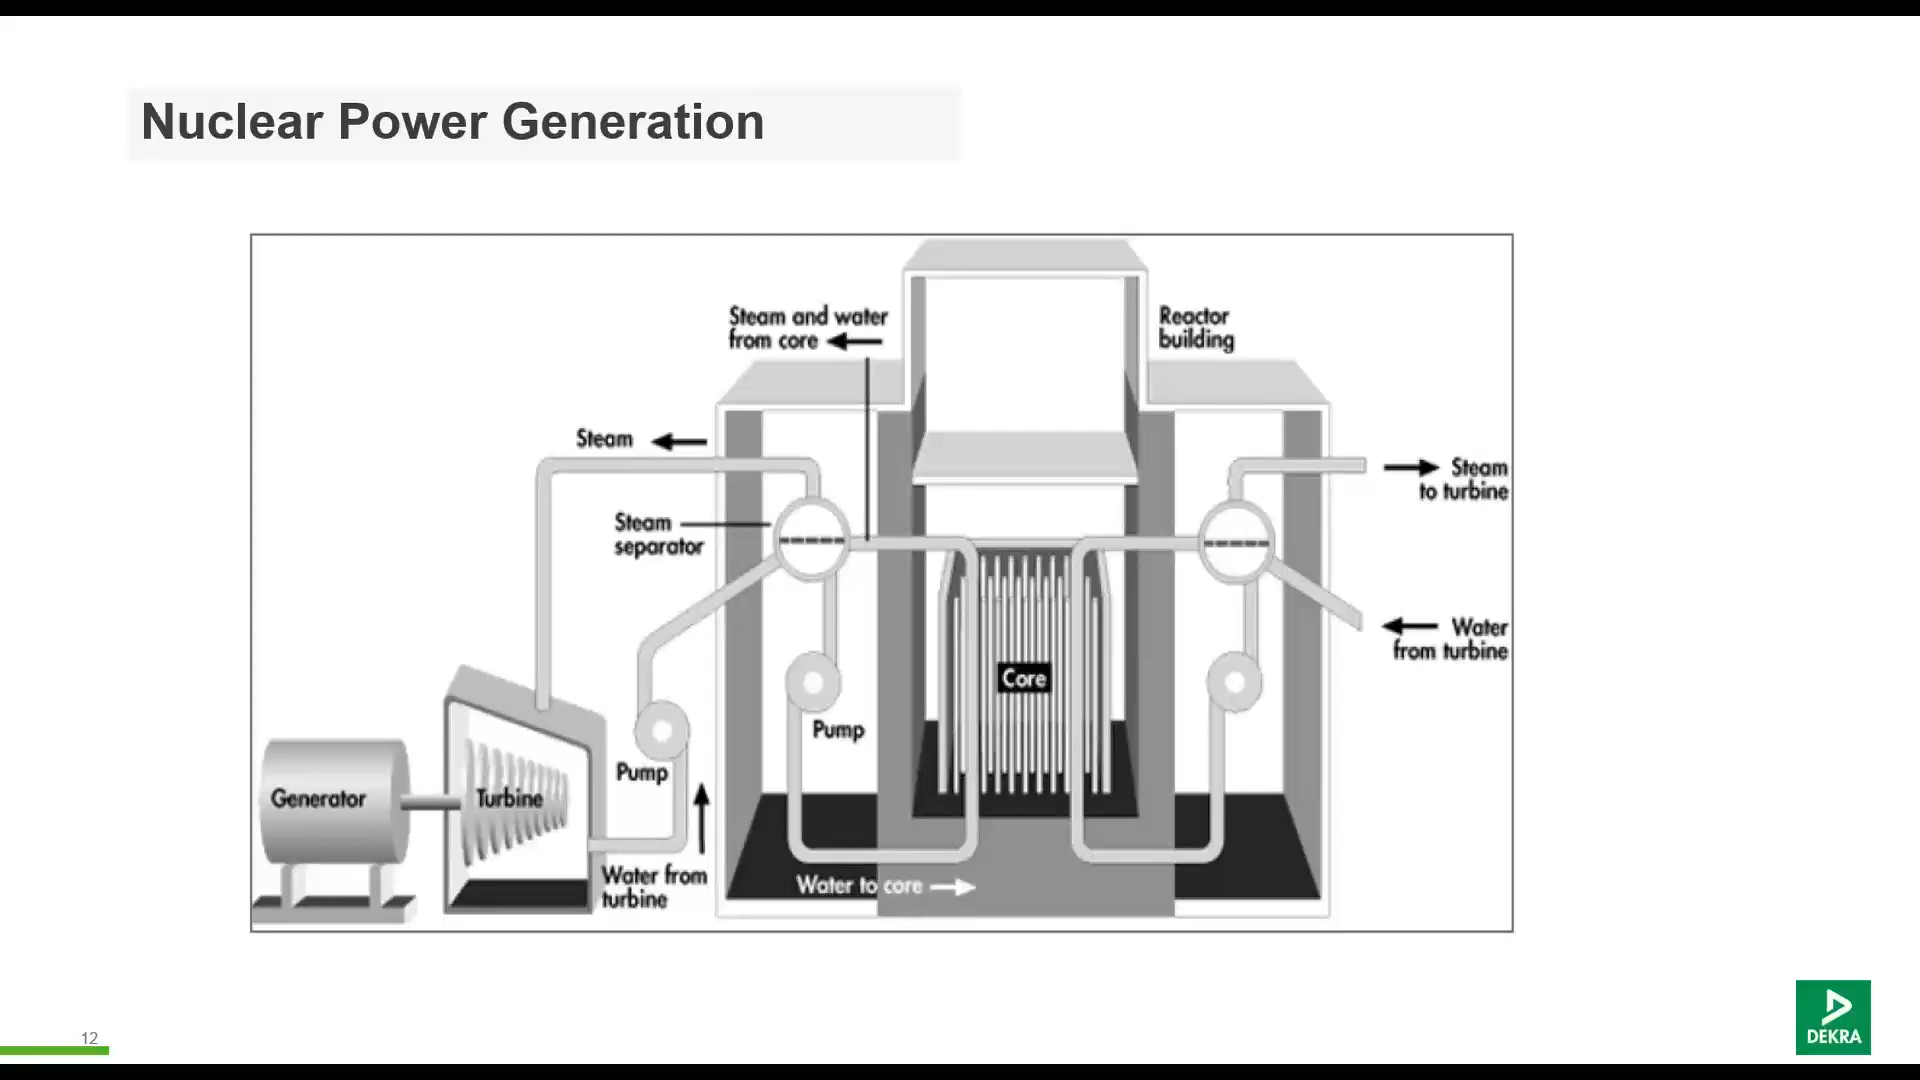 Nuclear Power Generation
Steam and water
from core
Reactor
building
Steam
Steam
to turbine
Steam
separator
Water
from turbine
Core
Pump
Pump
Generator
Turbine
Water from
turbine
Water to core
12
DEKRA